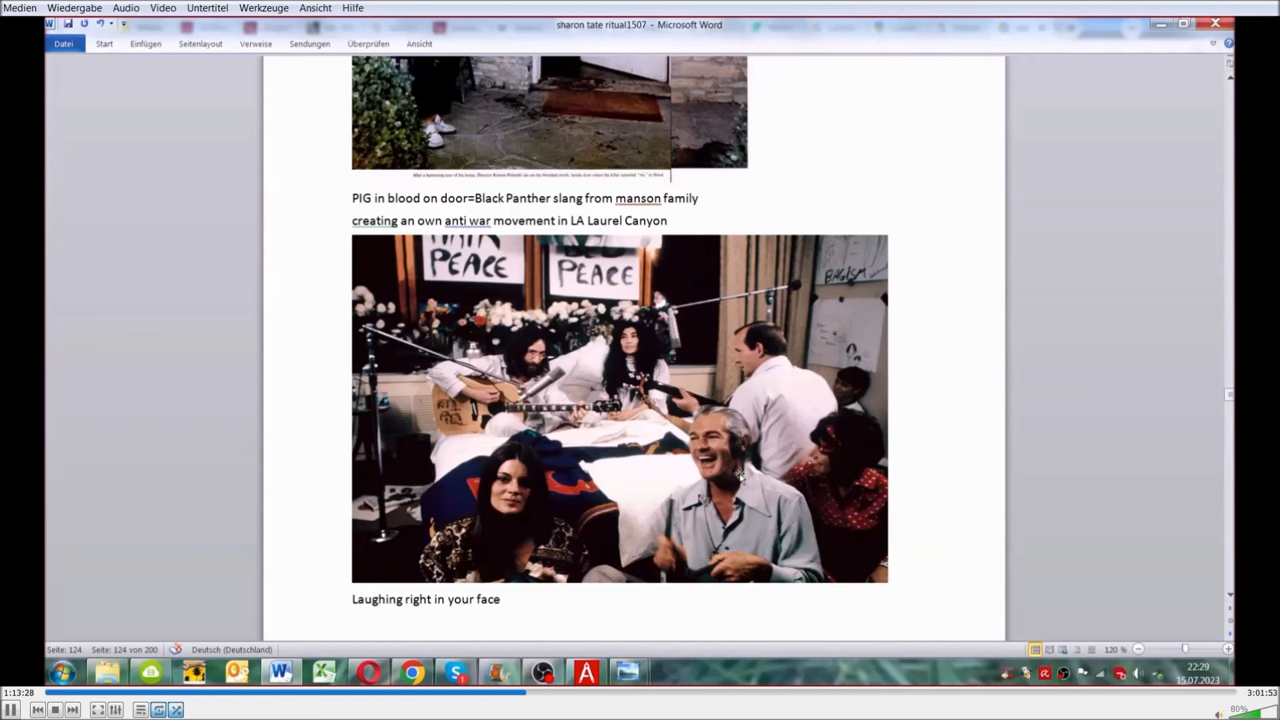 Medien Wiedergabe Audio Video Untertitel Werkzeuge Ansicht Hilfe
sharon tate ritual1507 - Microsoft Word
Datei Start Einfügen Seitenlayout Verweise Sendungen Überprüfen Ansicht
PIG in blood on door=Black Panther slang from manson family
creating an own anti war movement in LA Laurel Canyon
PEACE
PEACE
BAGISM
Laughing right in your face
Seite: 124 Seite: 124 von 200 Deutsch (Deutschland) 120 %
22:29
15.07.2023
1:13:28 3:01:53
80%